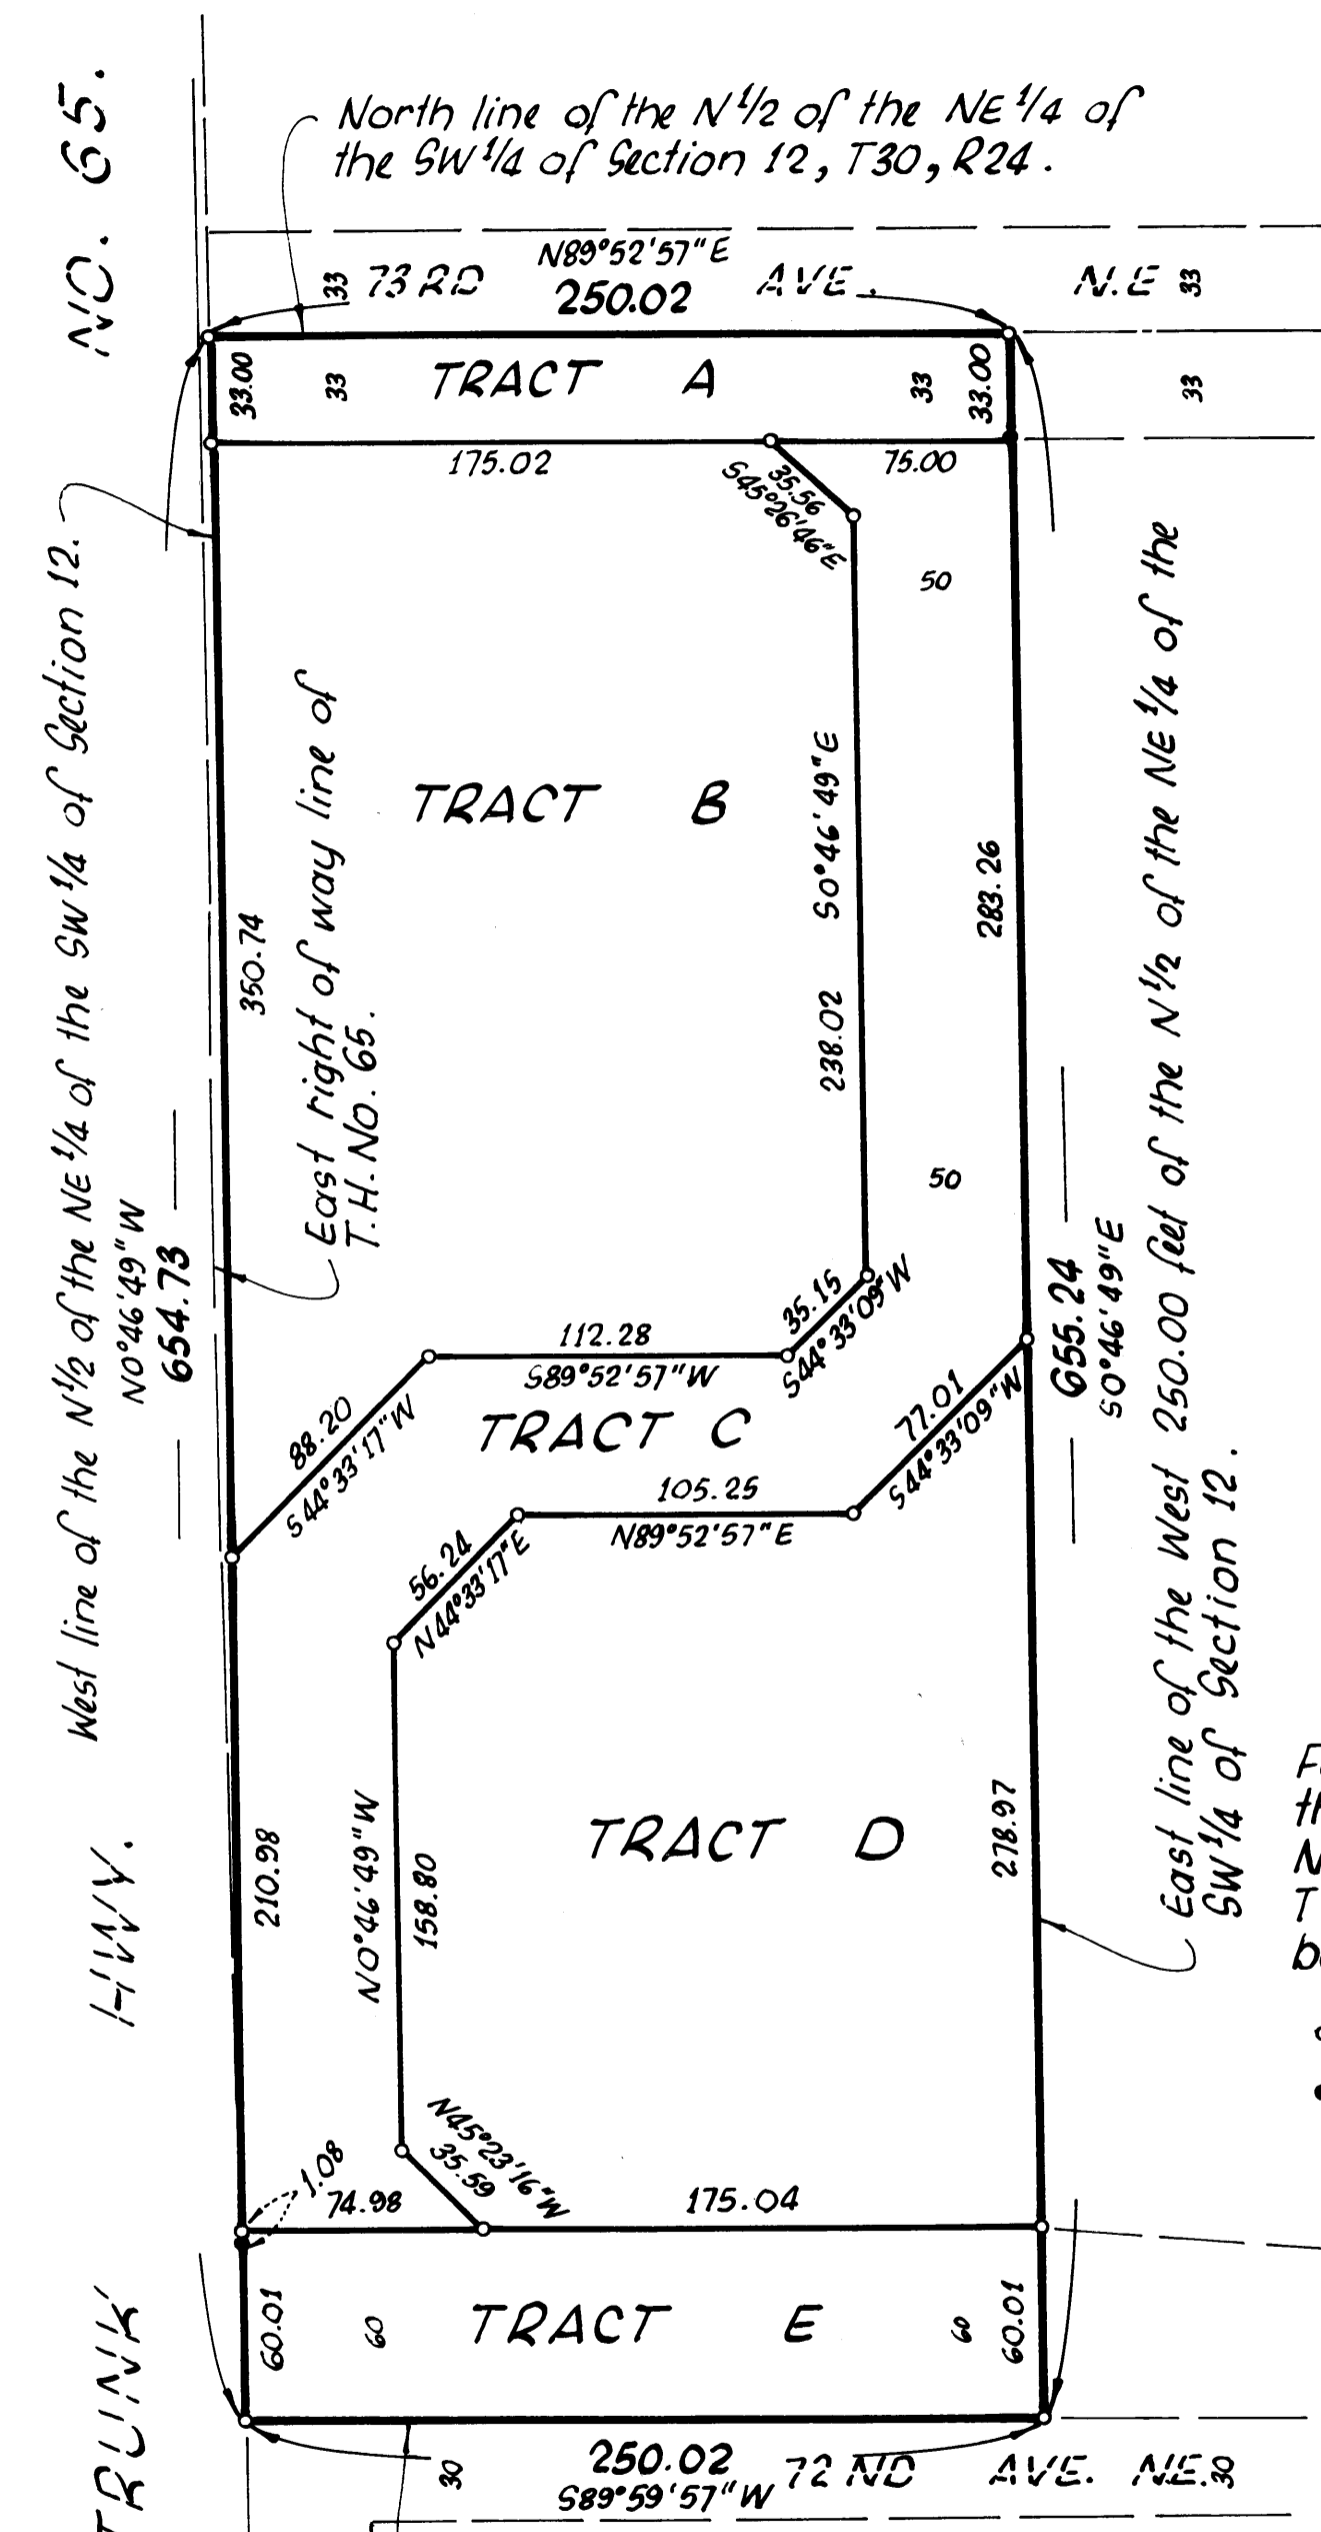 North line of the N 1/2 of the NE 1/4 of
the SW 1/4 of Section 12, T30, R24.
NO. 65.
N89°52'57"E
33 73RD AVE. N.E 33
250.02
33.00 33 TRACT A 33 33.00 33
175.02 75.00
35.56
S45°26'46"E
50
West line of the N 1/2 of the NE 1/4 of the SW 1/4 of Section 12.
N0°46'49"W
654.73
TRACT B
S0°46'49"E
238.02
283.26
350.74
East right of way line of
T.H. No. 65.
50
East line of the West 250.00 feet of the N 1/2 of the NE 1/4 of the
SW 1/4 of Section 12.
655.24
S0°46'49"E
35.15
S44°33'09"W
112.28
S89°52'57"W
88.20
S44°33'17"W
TRACT C
77.01
S44°33'09"W
105.25
N89°52'57"E
56.24
N44°33'17"E
HWY.
210.98
N0°46'49"W
158.80
TRACT D
278.97
N45°23'16"W
35.59
1.08
74.98 175.04
TRUNK
60.01 60 TRACT E 60 60.01
250.02 72 ND AVE. NE.
30 30
S89°59'57"W